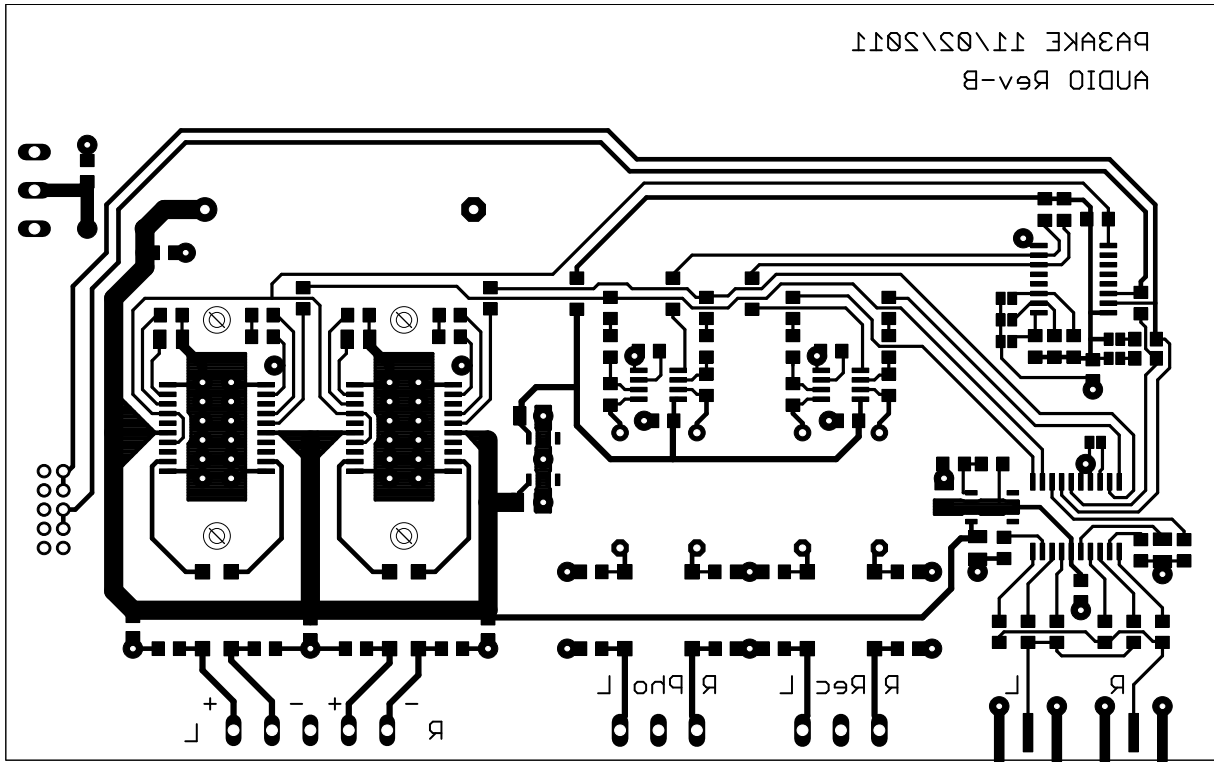 PA3AKE 11/02/2011
AUDIO Rev-B
L Pho R L Rec R L R
+ - + -
L R